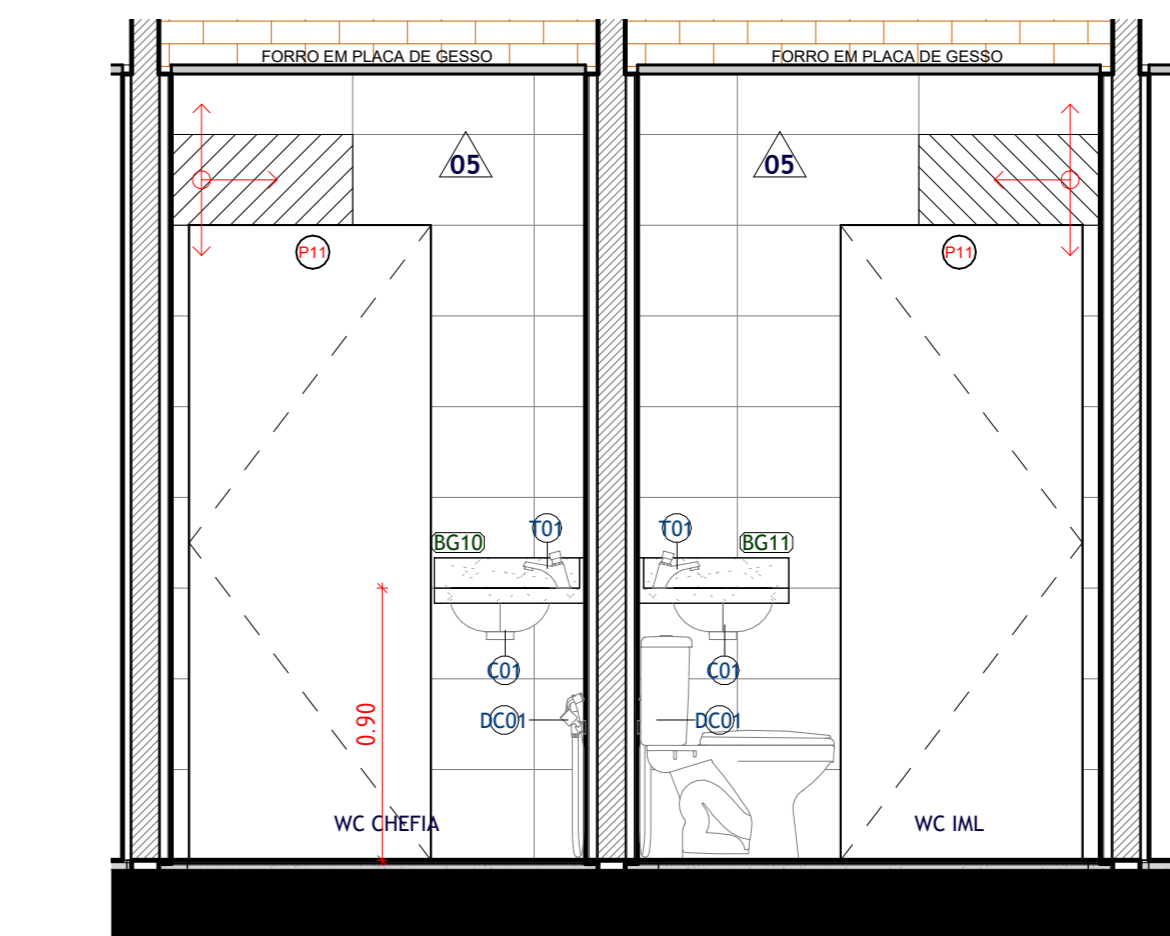 FORRO EM PLACA DE GESSO
FORRO EM PLACA DE GESSO
05
05
P11
P11
T01
T01
BG10
BG11
C01
C01
DC01
DC01
0.90
WC CHEFIA
WC IML